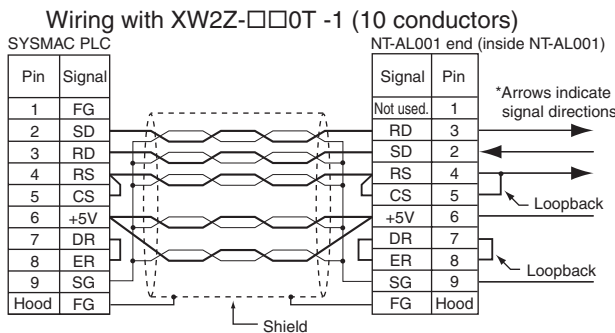 Wiring with XW2Z-□□0T -1 (10 conductors)
SYSMAC PLC
NT-AL001 end (inside NT-AL001)
Pin Signal
1 FG
2 SD
3 RD
4 RS
5 CS
6 +5V
7 DR
8 ER
9 SG
Hood FG
Signal Pin
Not used. 1
RD 3
SD 2
RS 4
CS 5
+5V 6
DR 7
ER 8
SG 9
FG Hood
*Arrows indicate
signal directions
Loopback
Loopback
Shield